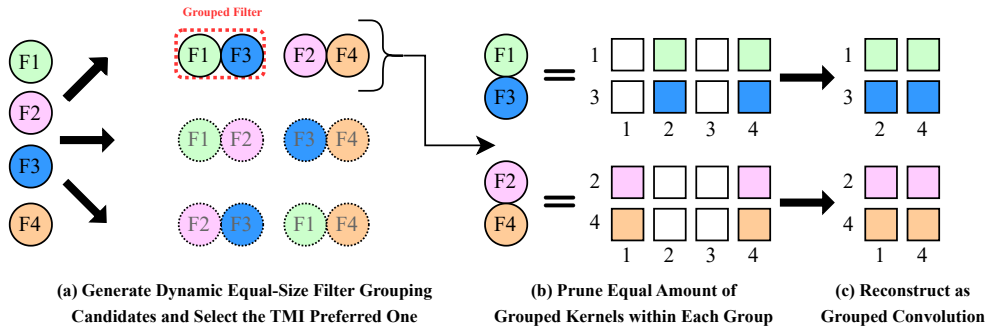 Grouped Filter
F1
F2
F3
F4
F1 F3 F2 F4
F1 F2 F3 F4
F2 F3 F1 F4
F1
F3
1
3
1 2 3 4
1
3
2 4
F2
F4
2
4
1 2 3 4
2
4
1 4
(a) Generate Dynamic Equal-Size Filter Grouping
Candidates and Select the TMI Preferred One
(b) Prune Equal Amount of
Grouped Kernels within Each Group
(c) Reconstruct as
Grouped Convolution